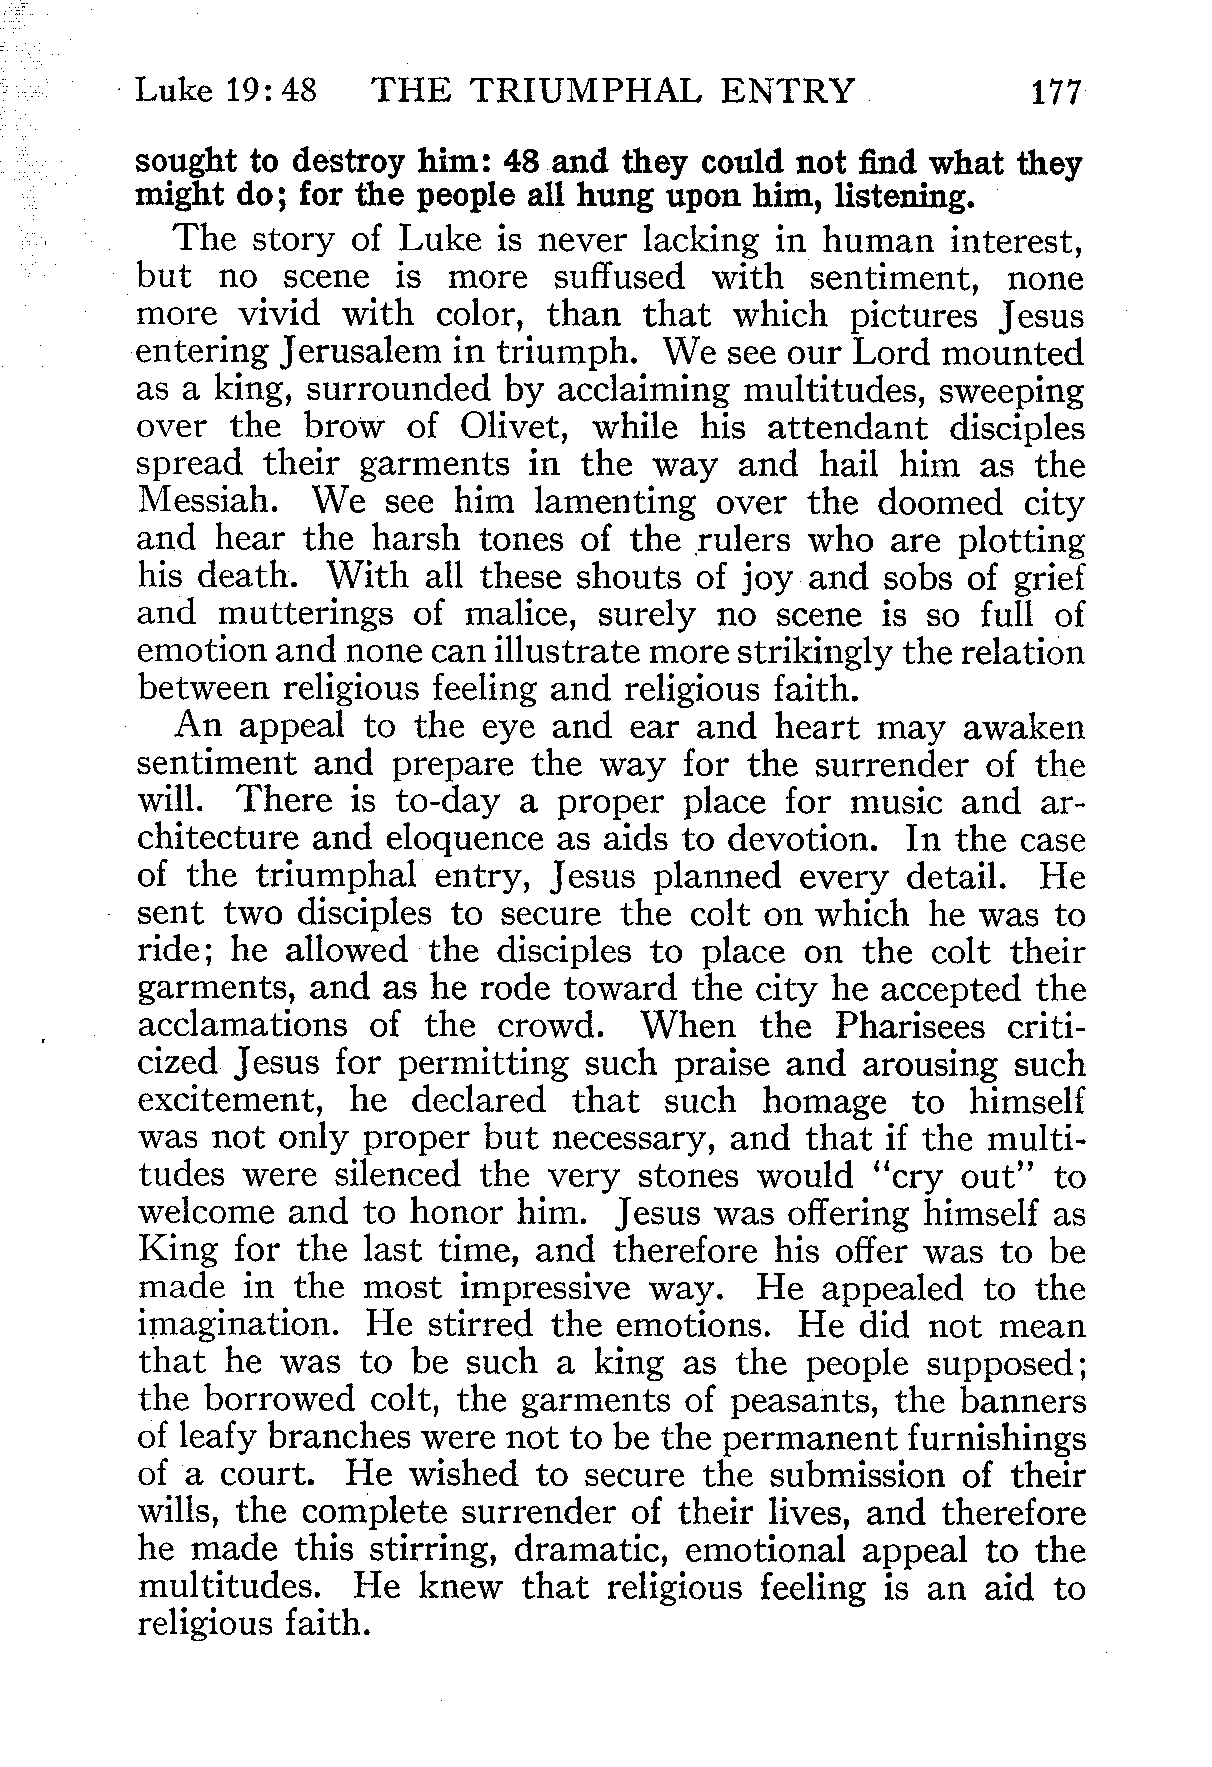 Luke 19:48 THE TRIUMPHAL ENTRY 177
sought to destroy him: 48 and they could not find what they
might do; for the people all hung upon him, listening.
The story of Luke is never lacking in human interest,
but no scene is more suffused with sentiment, none
more vivid with color, than that which pictures Jesus
entering Jerusalem in triumph. We see our Lord mounted
as a king, surrounded by acclaiming multitudes, sweeping
over the brow of Olivet, while his attendant disciples
spread their garments in the way and hail him as the
Messiah. We see him lamenting over the doomed city
and hear the harsh tones of the rulers who are plotting
his death. With all these shouts of joy and sobs of grief
and mutterings of malice, surely no scene is so full of
emotion and none can illustrate more strikingly the relation
between religious feeling and religious faith.
An appeal to the eye and ear and heart may awaken
sentiment and prepare the way for the surrender of the
will. There is to-day a proper place for music and ar-
chitecture and eloquence as aids to devotion. In the case
of the triumphal entry, Jesus planned every detail. He
sent two disciples to secure the colt on which he was to
ride; he allowed the disciples to place on the colt their
garments, and as he rode toward the city he accepted the
acclamations of the crowd. When the Pharisees criti-
cized Jesus for permitting such praise and arousing such
excitement, he declared that such homage to himself
was not only proper but necessary, and that if the multi-
tudes were silenced the very stones would "cry out" to
welcome and to honor him. Jesus was offering himself as
King for the last time, and therefore his offer was to be
made in the most impressive way. He appealed to the
imagination. He stirred the emotions. He did not mean
that he was to be such a king as the people supposed;
the borrowed colt, the garments of peasants, the banners
of leafy branches were not to be the permanent furnishings
of a court. He wished to secure the submission of their
wills, the complete surrender of their lives, and therefore
he made this stirring, dramatic, emotional appeal to the
multitudes. He knew that religious feeling is an aid to
religious faith.